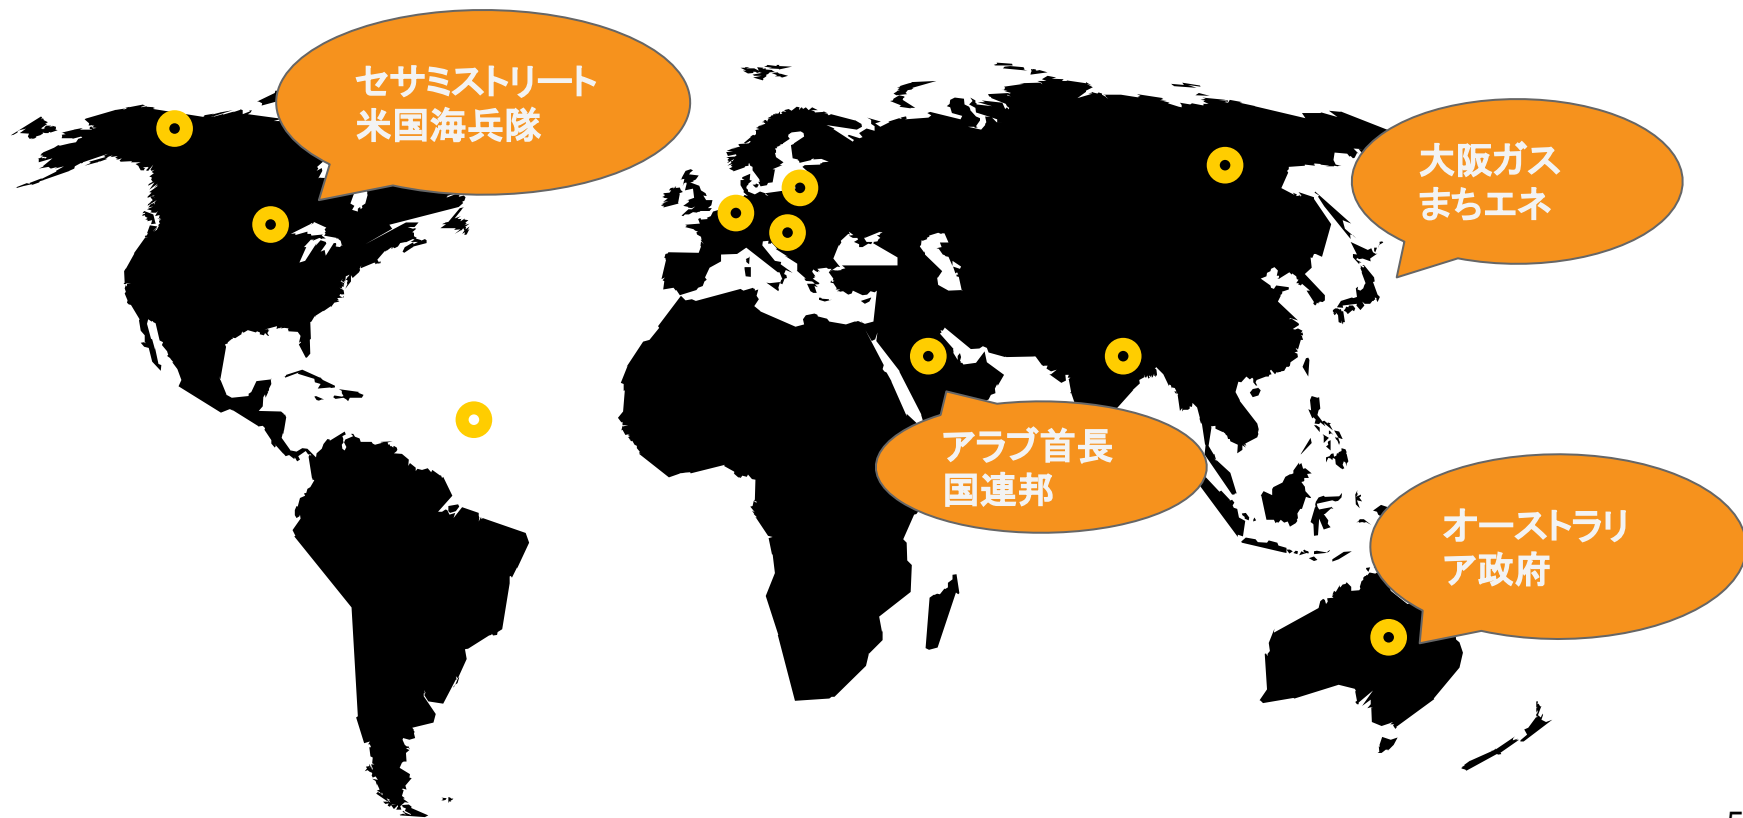 セサミストリート
米国海兵隊
大阪ガス
まちエネ
アラブ首長
国連邦
オーストラリ
ア政府
5